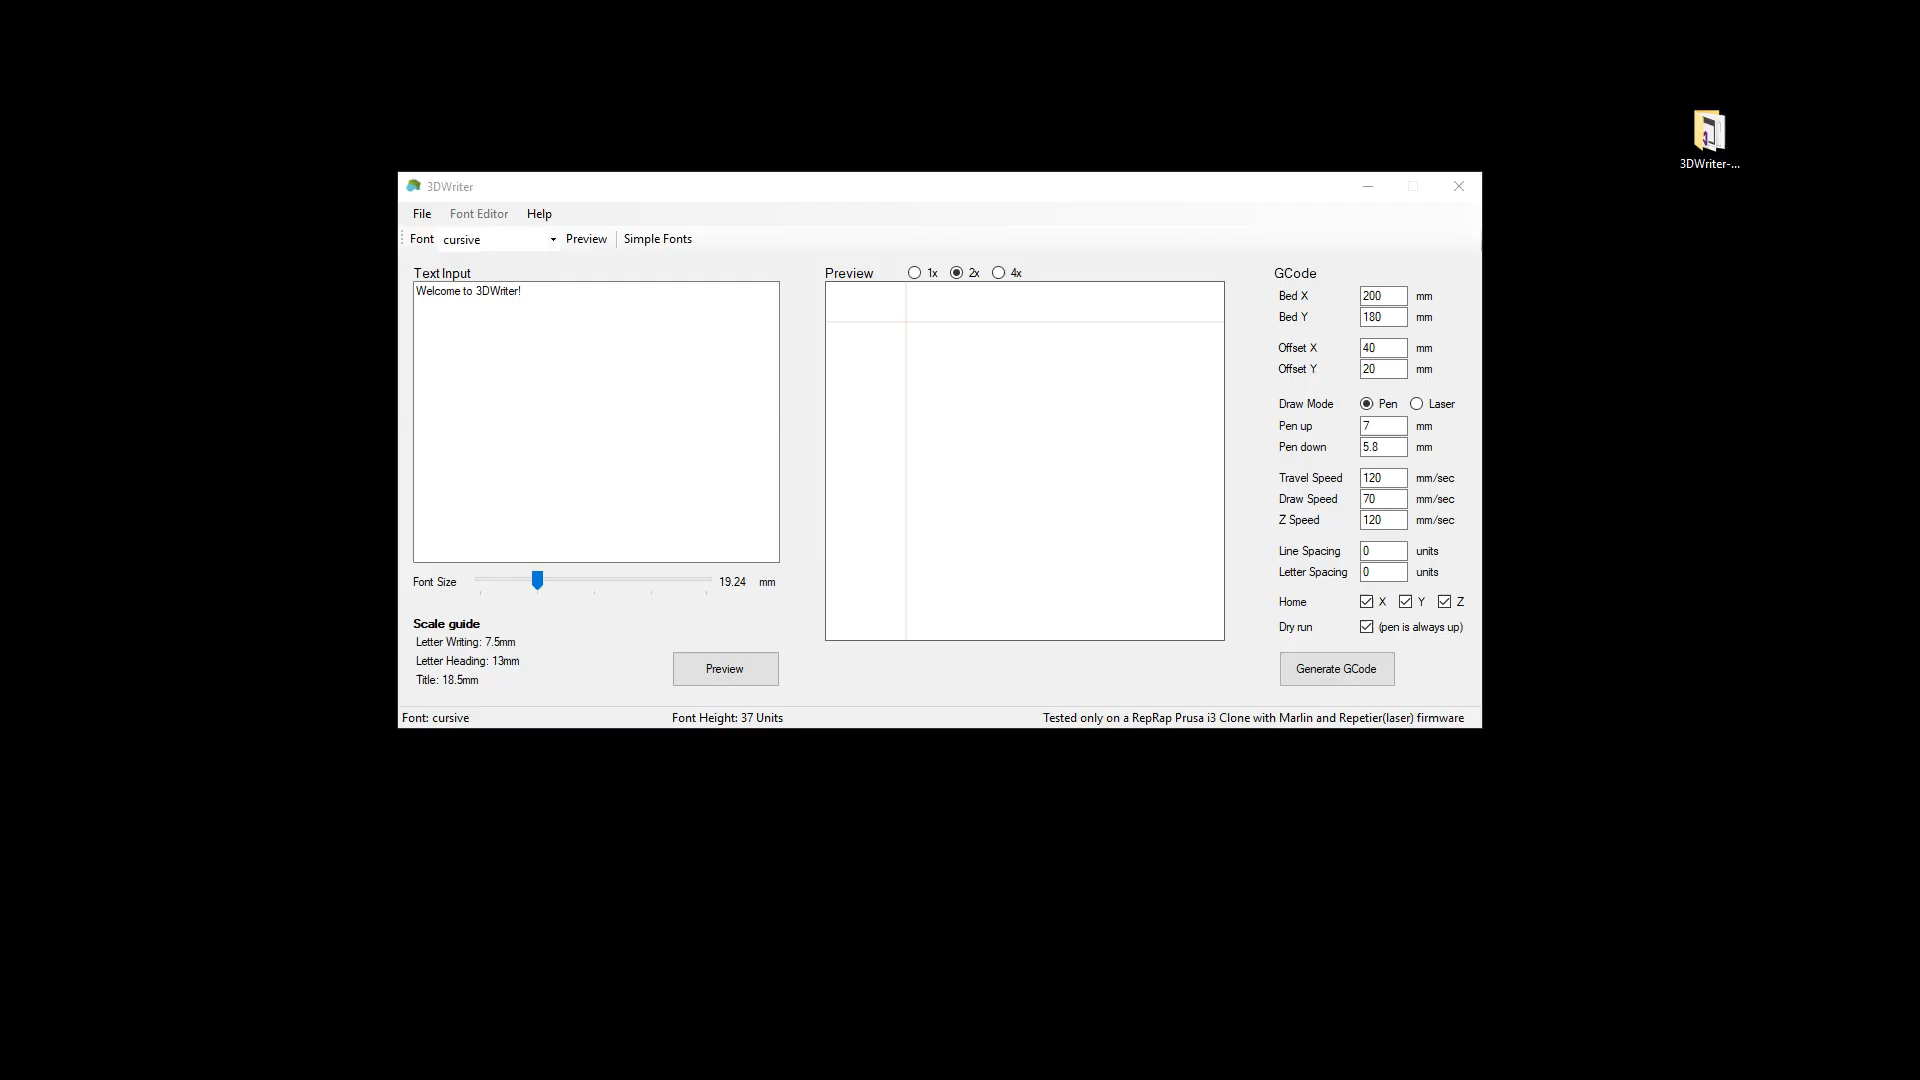 3DWriter-...
3DWriter
File Font Editor Help
Font cursive Preview Simple Fonts
Text Input
Welcome to 3DWriter!
Font Size 19.24 mm
Scale guide
Letter Writing: 7.5mm
Letter Heading: 13mm
Title: 18.5mm
Preview
Preview 1x 2x 4x
GCode
Bed X 200 mm
Bed Y 180 mm
Offset X 40 mm
Offset Y 20 mm
Draw Mode Pen Laser
Pen up 7 mm
Pen down 5.8 mm
Travel Speed 120 mm/sec
Draw Speed 70 mm/sec
Z Speed 120 mm/sec
Line Spacing 0 units
Letter Spacing 0 units
Home X Y Z
Dry run (pen is always up)
Generate GCode
Font: cursive Font Height: 37 Units Tested only on a RepRap Prusa i3 Clone with Marlin and Repetier(laser) firmware